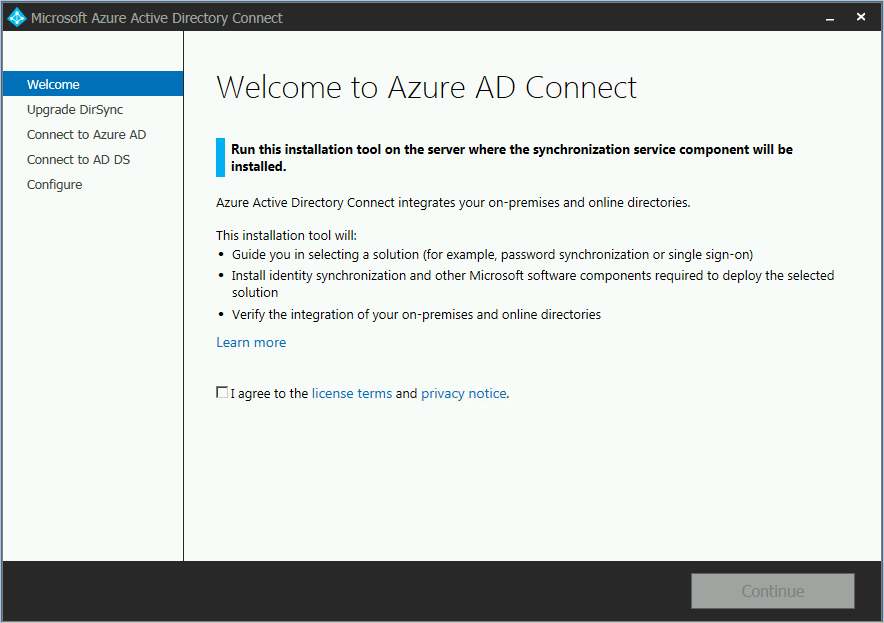 Microsoft Azure Active Directory Connect
Welcome
Upgrade DirSync
Connect to Azure AD
Connect to AD DS
Configure
Welcome to Azure AD Connect
Run this installation tool on the server where the synchronization service component will be
installed.
Azure Active Directory Connect integrates your on-premises and online directories.
This installation tool will:
• Guide you in selecting a solution (for example, password synchronization or single sign-on)
• Install identity synchronization and other Microsoft software components required to deploy the selected
solution
• Verify the integration of your on-premises and online directories
Learn more
I agree to the license terms and privacy notice.
Continue